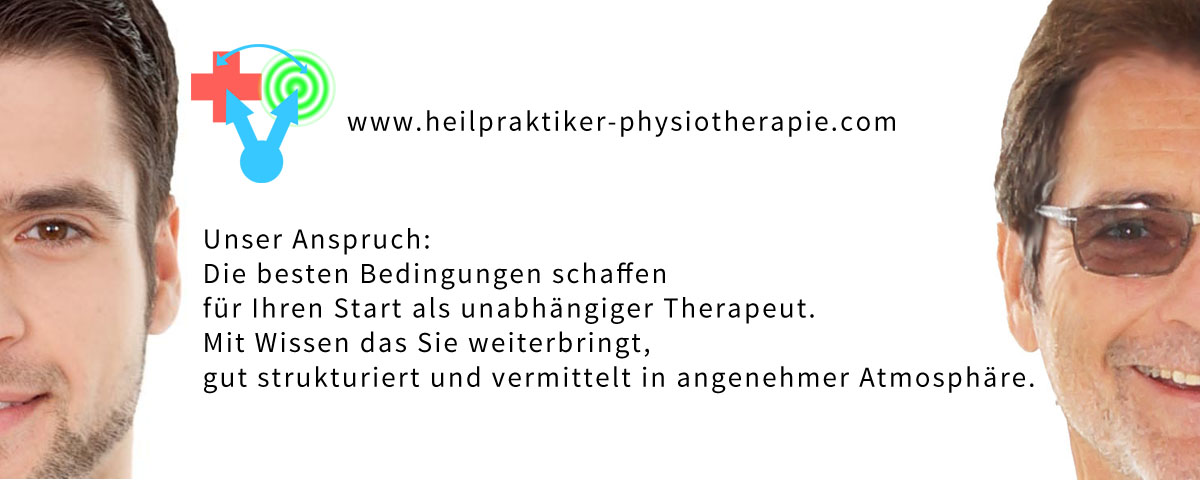 www.heilpraktiker-physiotherapie.com
Unser Anspruch:
Die besten Bedingungen schaffen
für Ihren Start als unabhängiger Therapeut.
Mit Wissen das Sie weiterbringt,
gut strukturiert und vermittelt in angenehmer Atmosphäre.